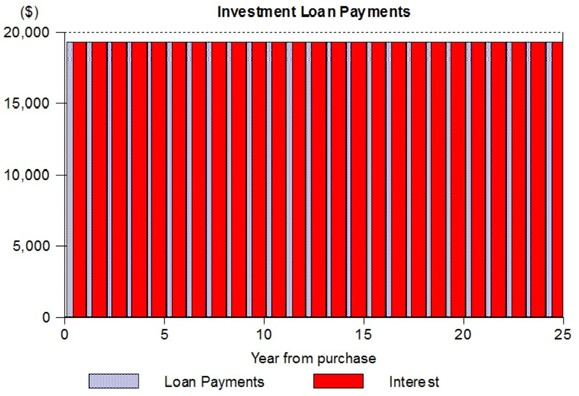 ($)
Investment Loan Payments
20,000
15,000
10,000
5,000
0
0 5 10 15 20 25
Year from purchase
Loan Payments Interest